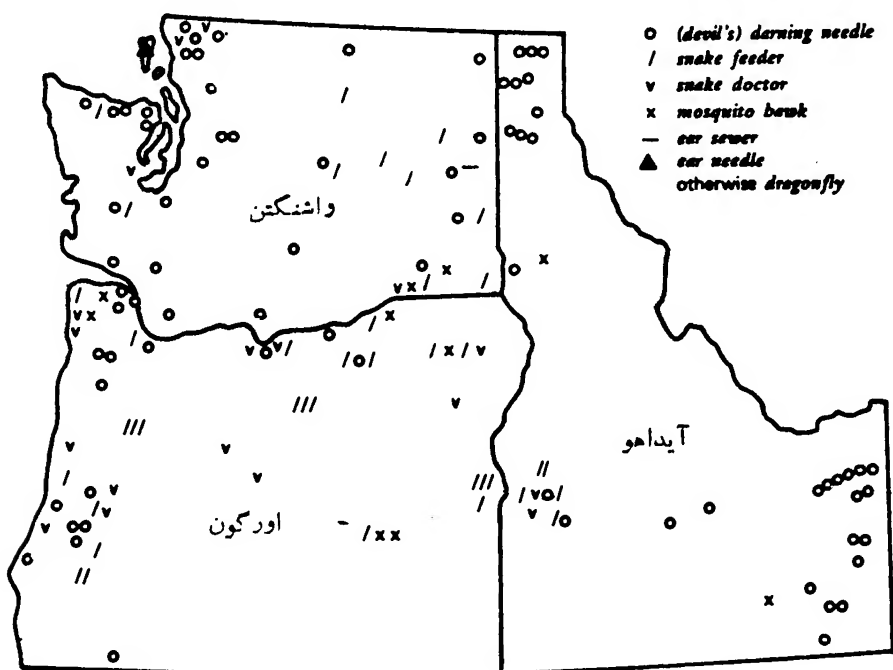 (devil's) darning needle
snake feeder
snake doctor
mosquito hawk
ear sewer
ear needle
otherwise dragonfly
واشنگتن
آیداهو
اورگون